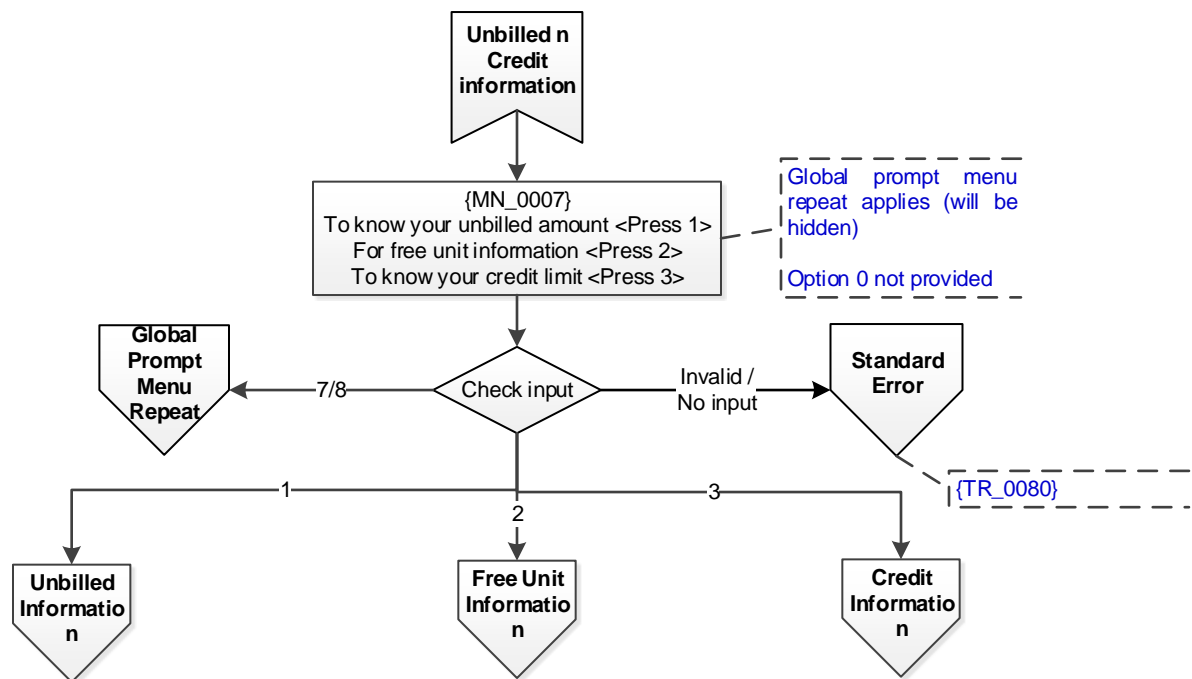 Unbilled n
Credit
information
{MN_0007}
To know your unbilled amount <Press 1>
For free unit information <Press 2>
To know your credit limit <Press 3>
Global prompt menu
repeat applies (will be
hidden)
Option 0 not provided
Global
Prompt
Menu
Repeat
7/8
Check input
Invalid /
No input
Standard
Error
{TR_0080}
1
2
3
Unbilled
Informatio
n
Free Unit
Informatio
n
Credit
Informatio
n